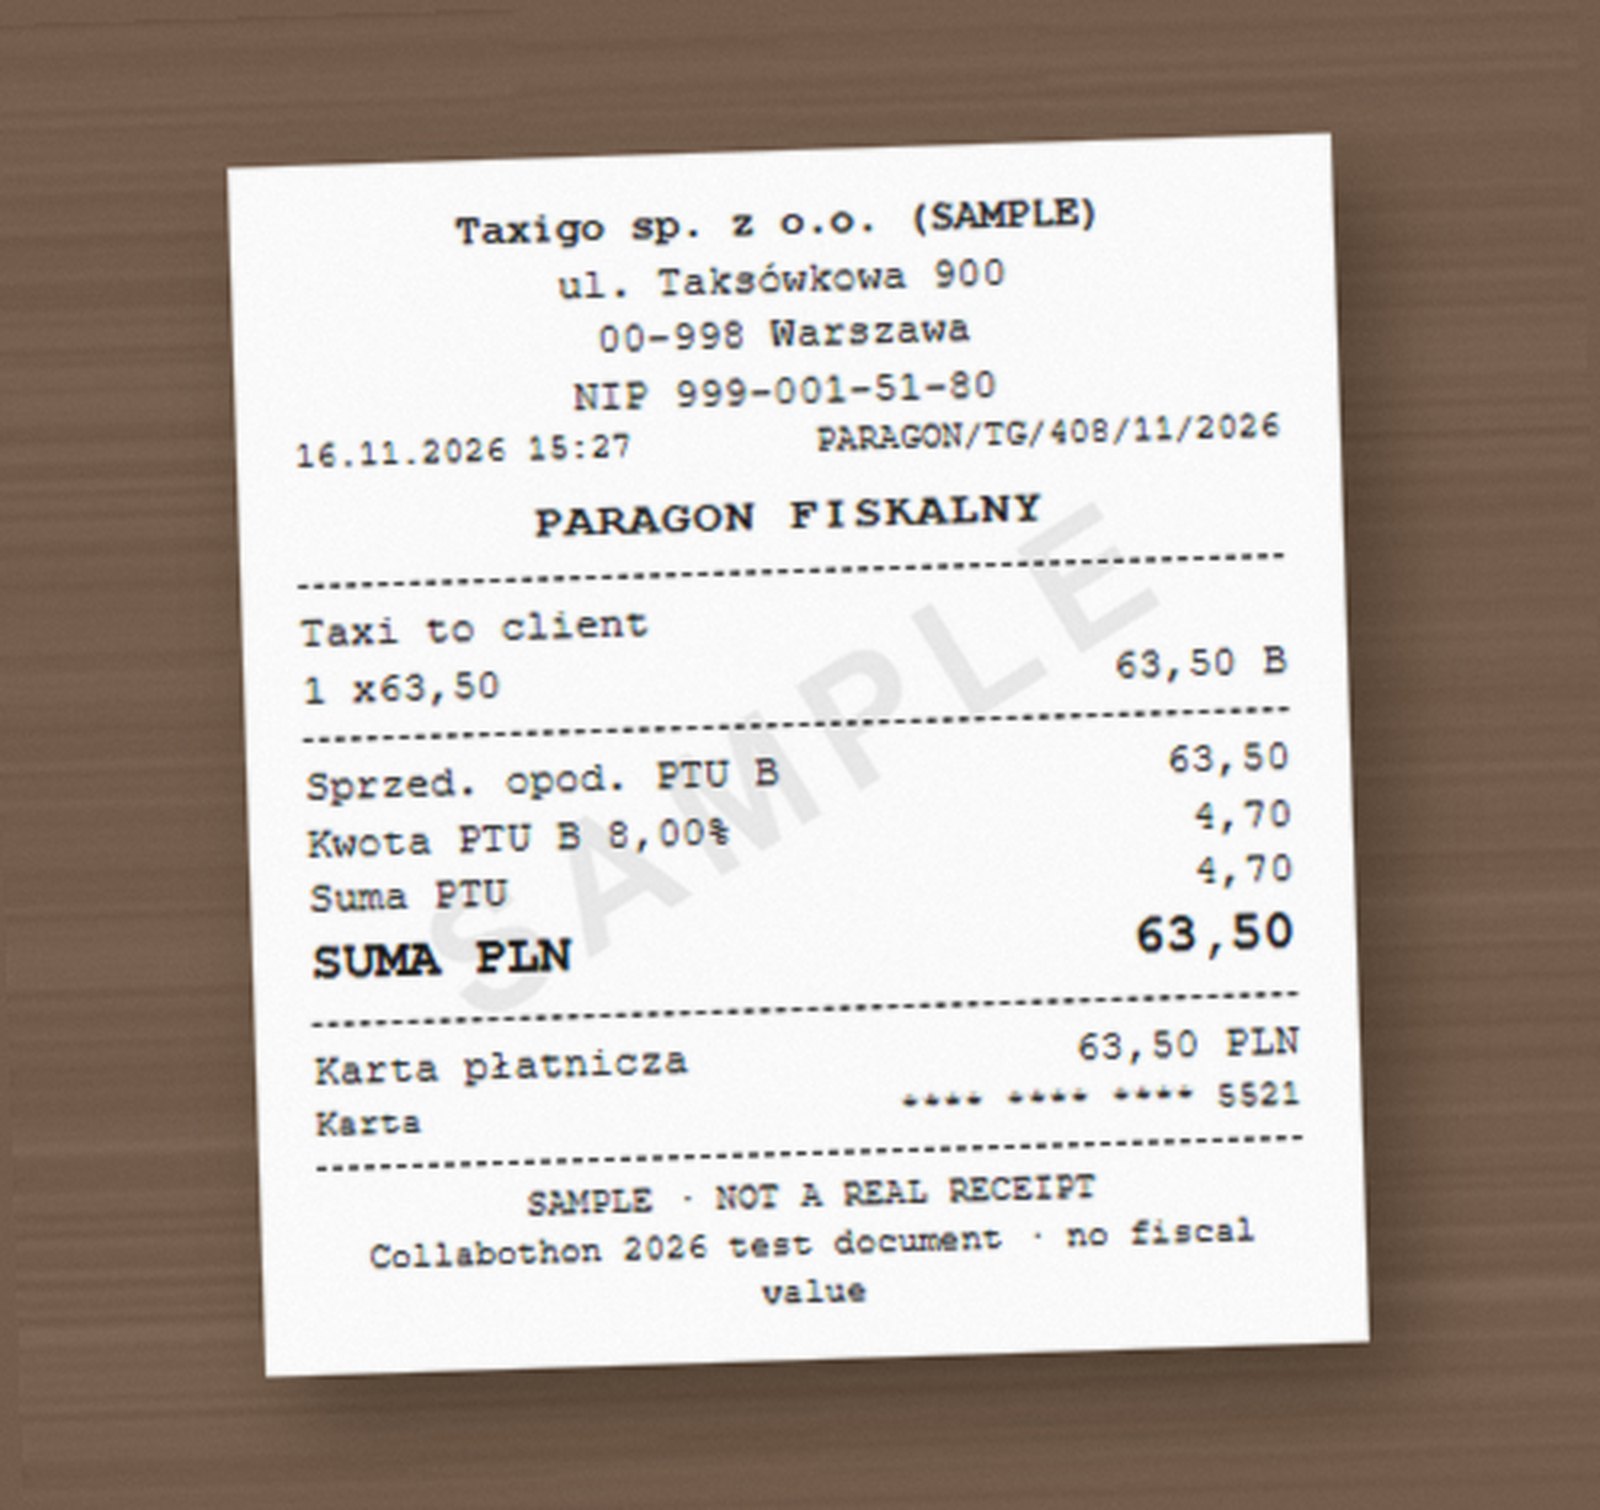 Taxigo sp. z o.o. (SAMPLE)
ul. Taksówkowa 900
00-998 Warszawa
NIP 999-001-51-80
16.11.2026 15:27 PARAGON/TG/408/11/2026
PARAGON FISKALNY
Taxi to client
1 x63,50 63,50 B
Sprzed. opod. PTU B 63,50
Kwota PTU B 8,00% 4,70
Suma PTU 4,70
SUMA PLN 63,50
Karta płatnicza 63,50 PLN
Karta **** **** **** 5521
SAMPLE · NOT A REAL RECEIPT
Collabothon 2026 test document · no fiscal
value
SAMPLE